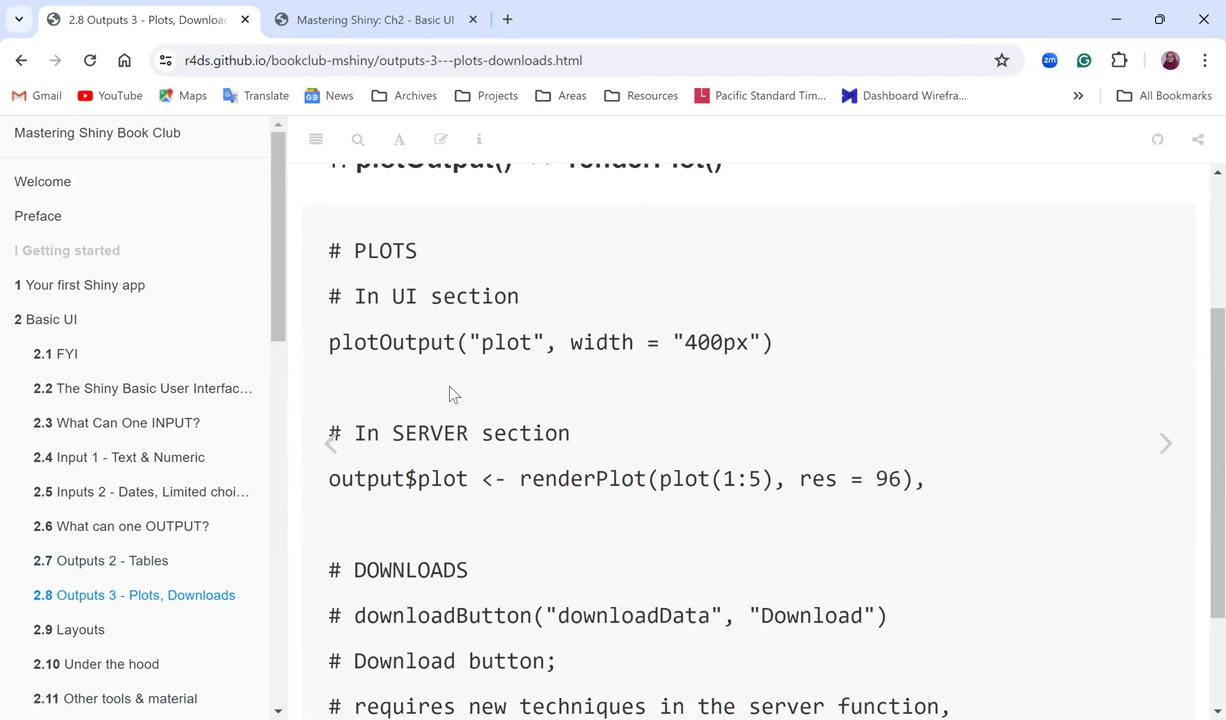 2.8 Outputs 3 - Plots, Downloa
Mastering Shiny: Ch2 - Basic UI
r4ds.github.io/bookclub-mshiny/outputs-3---plots-downloads.html
Gmail YouTube Maps Translate News Archives Projects Areas Resources Pacific Standard Tim... Dashboard Wirefra... » All Bookmarks
Mastering Shiny Book Club
Welcome
Preface
I Getting started
1 Your first Shiny app
2 Basic UI
2.1 FYI
2.2 The Shiny Basic User Interfac...
2.3 What Can One INPUT?
2.4 Input 1 - Text & Numeric
2.5 Inputs 2 - Dates, Limited choi...
2.6 What can one OUTPUT?
2.7 Outputs 2 - Tables
2.8 Outputs 3 - Plots, Downloads
2.9 Layouts
2.10 Under the hood
2.11 Other tools & material
plotOutput() renderPlot()
# PLOTS
# In UI section
plotOutput("plot", width = "400px")
# In SERVER section
output$plot <- renderPlot(plot(1:5), res = 96),
# DOWNLOADS
# downloadButton("downloadData", "Download")
# Download button;
# requires new techniques in the server function,